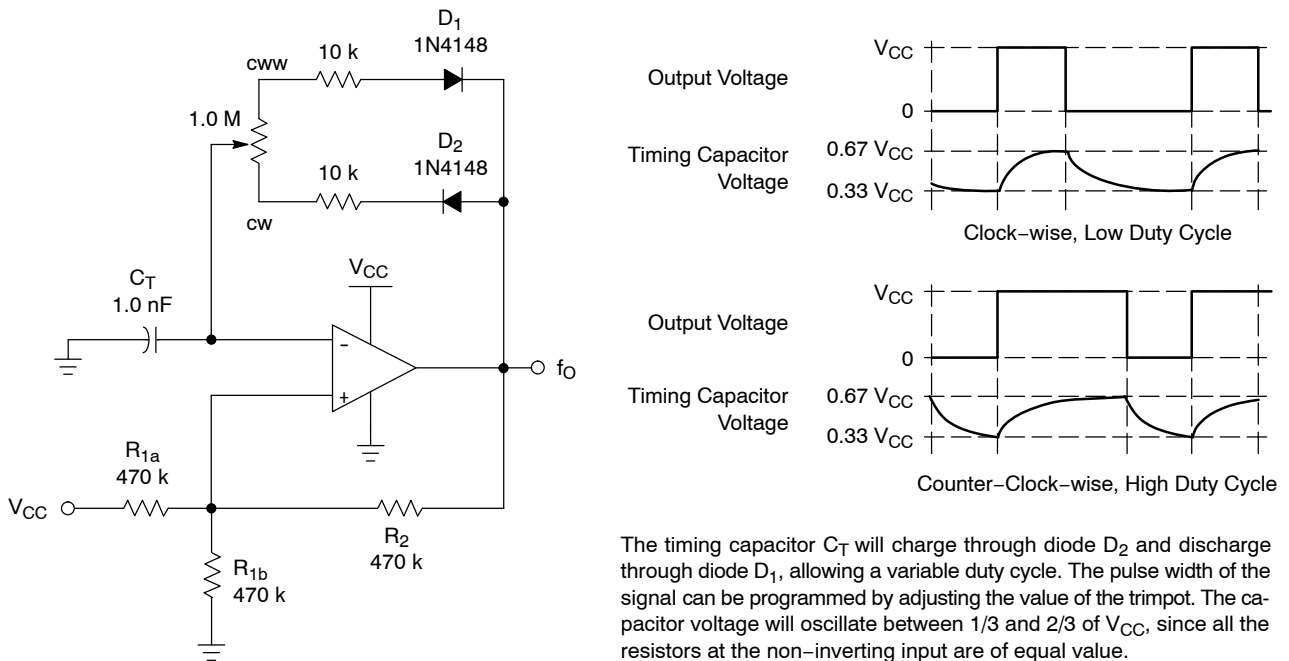 D1
1N4148
10 k
cww
1.0 M
D2
1N4148
10 k
cw
CT
1.0 nF
VCC
-
+
fO
R1a
470 k
VCC
R2
470 k
R1b
470 k
Output Voltage
VCC
0
Timing Capacitor
Voltage
0.67 VCC
0.33 VCC
Clock−wise, Low Duty Cycle
Output Voltage
VCC
0
Timing Capacitor
Voltage
0.67 VCC
0.33 VCC
Counter−Clock−wise, High Duty Cycle
The timing capacitor CT will charge through diode D2 and discharge
through diode D1, allowing a variable duty cycle. The pulse width of the
signal can be programmed by adjusting the value of the trimpot. The ca-
pacitor voltage will oscillate between 1/3 and 2/3 of VCC, since all the
resistors at the non−inverting input are of equal value.